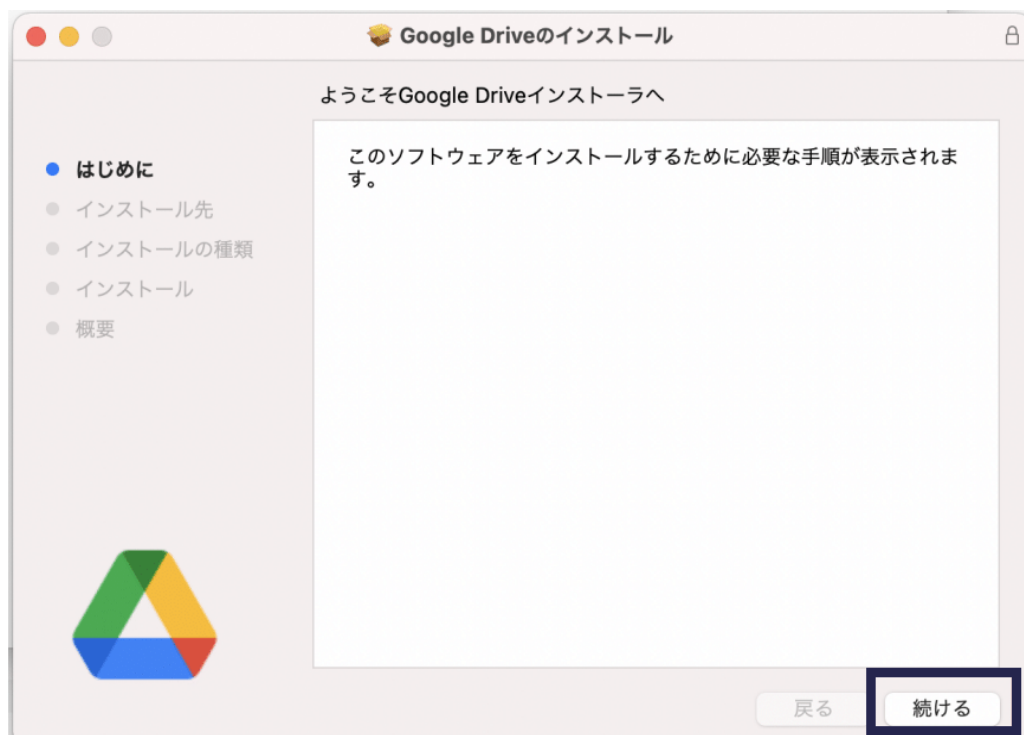 Google Driveのインストール
ようこそGoogle Driveインストーラへ
はじめに
インストール先
インストールの種類
インストール
概要
このソフトウェアをインストールするために必要な手順が表示されま
す。
戻る
続ける